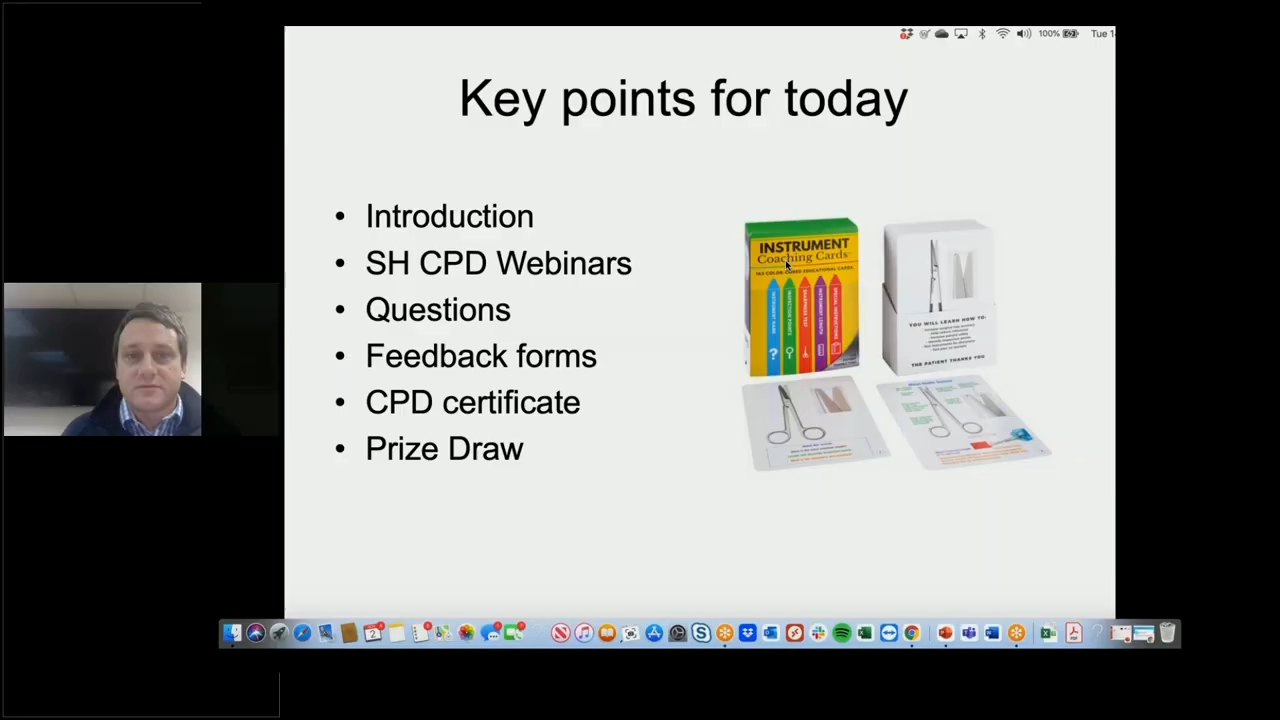 100%
Tue 1
Key points for today
• Introduction
• SH CPD Webinars
• Questions
• Feedback forms
• CPD certificate
• Prize Draw
INSTRUMENT
Coaching Cards
YOU WILL LEARN HOW TO:
THE PATIENT THANKS YOU